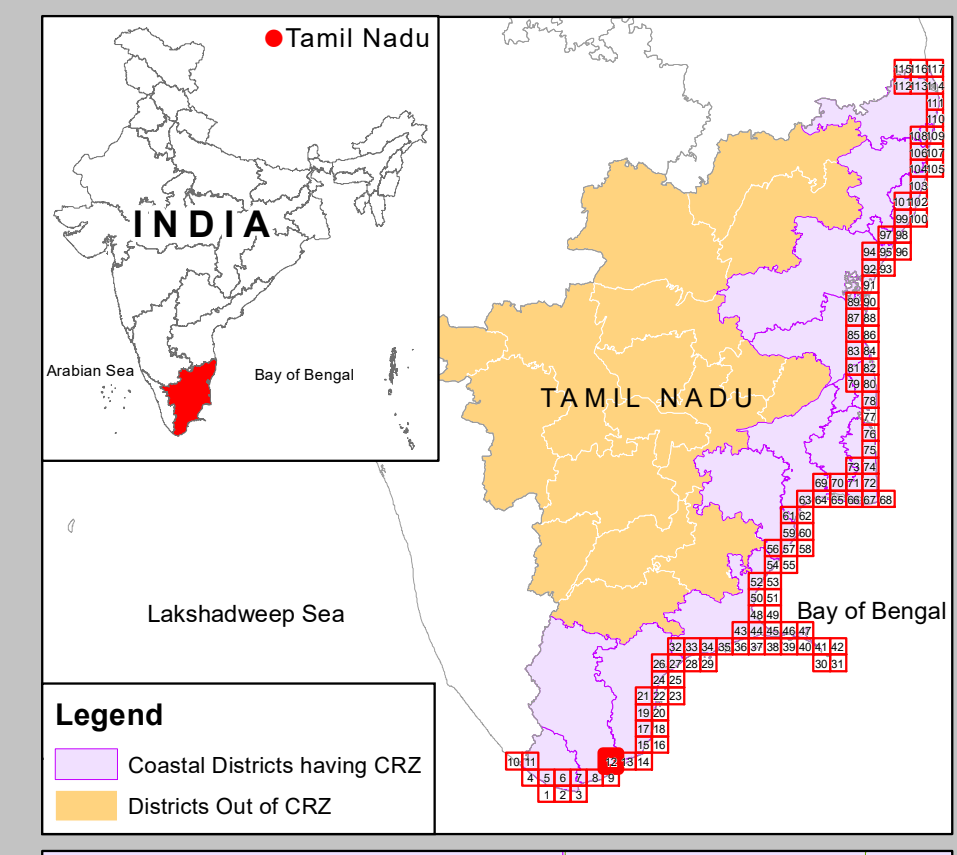 Tamil Nadu
INDIA
Arabian Sea
Bay of Bengal
115 116 117
112 113 114
111
110
108 109
106 107
104 105
103
101 102
99 100
97 98
94 95 96
92 93
91
89 90
87 88
85 86
83 84
81 82
79 80
TAMIL NADU
78
77
76
75
73 74
69 70 71 72
63 64 65 66 67 68
61 62
59 60
56 57 58
54 55
52 53
50 51
48 49
Lakshadweep Sea
Bay of Bengal
43 44 45 46 47
32 33 34 35 36 37 38 39 40 41 42
26 27 28 29 30 31
24 25
21 22 23
19 20
17 18
15 16
10 11 12 13 14
4 5 6 7 8 9
1 2 3
Legend
Coastal Districts having CRZ
Districts Out of CRZ